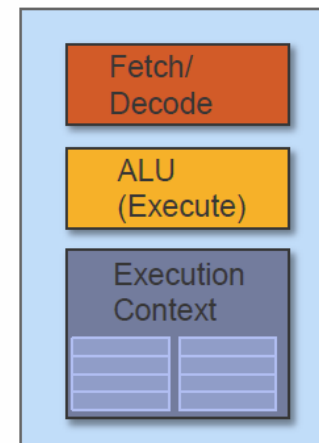 Fetch/
Decode
ALU
(Execute)
Execution
Context